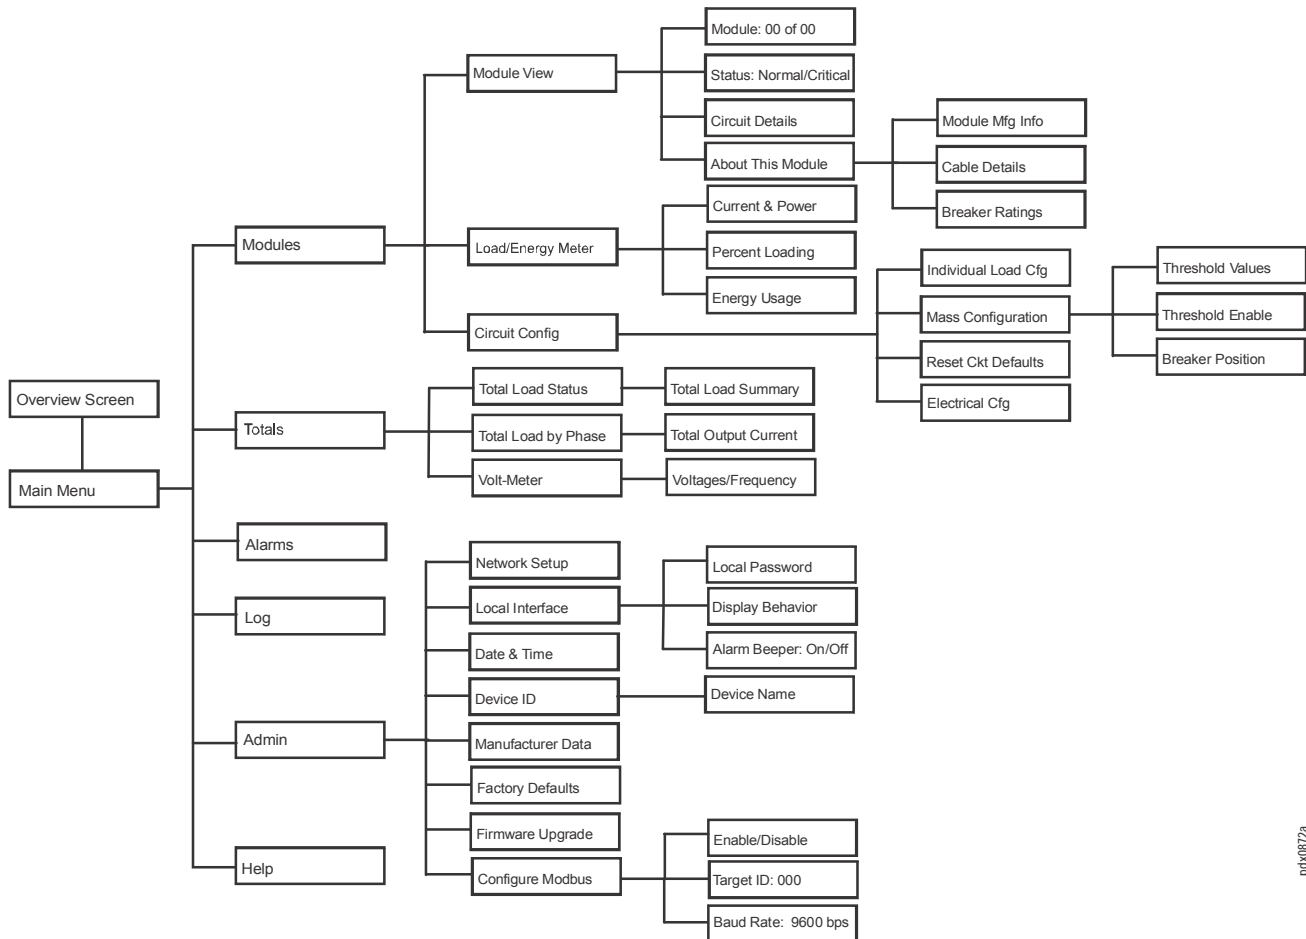 Overview Screen
Main Menu
Modules
Module View
Module: 00 of 00
Status: Normal/Critical
Circuit Details
About This Module
Module Mfg Info
Cable Details
Breaker Ratings
Load/Energy Meter
Current & Power
Percent Loading
Energy Usage
Circuit Config
Individual Load Cfg
Mass Configuration
Threshold Values
Threshold Enable
Breaker Position
Reset Ckt Defaults
Electrical Cfg
Totals
Total Load Status
Total Load Summary
Total Load by Phase
Total Output Current
Volt-Meter
Voltages/Frequency
Alarms
Log
Admin
Network Setup
Local Interface
Local Password
Display Behavior
Alarm Beeper: On/Off
Date & Time
Device ID
Device Name
Manufacturer Data
Factory Defaults
Firmware Upgrade
Configure Modbus
Enable/Disable
Target ID: 000
Baud Rate: 9600 bps
Help
pdx0872a